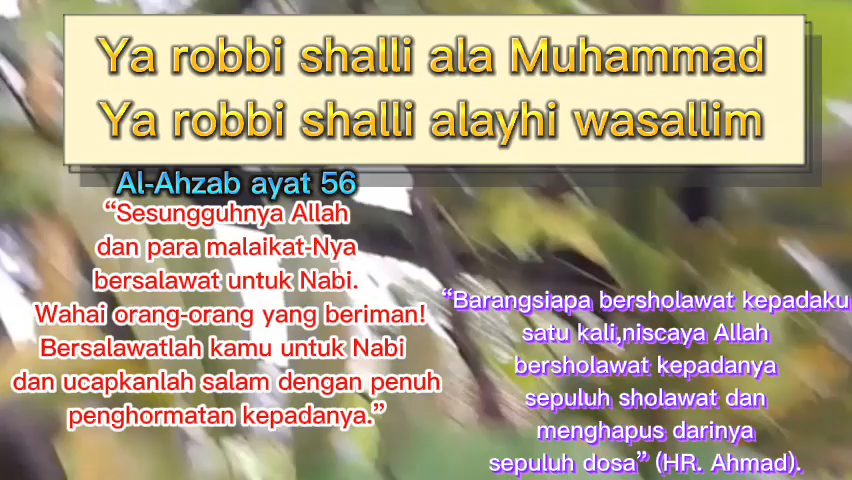 Ya robbi shalli ala Muhammad
Ya robbi shalli alayhi wasallim
Al-Ahzab ayat 56
“Sesungguhnya Allah
dan para malaikat-Nya
bersalawat untuk Nabi.
Wahai orang-orang yang beriman!
Bersalawatlah kamu untuk Nabi
dan ucapkanlah salam dengan penuh
penghormatan kepadanya.”
“Barangsiapa bersholawat kepadaku
satu kali,niscaya Allah
bersholawat kepadanya
sepuluh sholawat dan
menghapus darinya
sepuluh dosa” (HR. Ahmad).